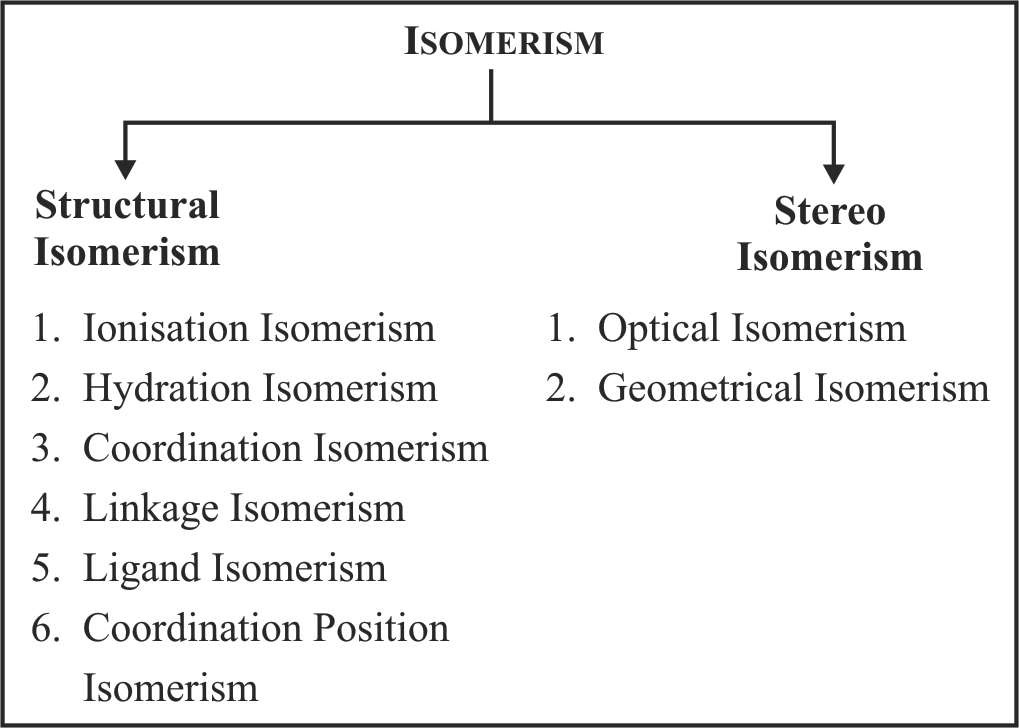 ISOMERISM
Structural
Isomerism
1. Ionisation Isomerism
2. Hydration Isomerism
3. Coordination Isomerism
4. Linkage Isomerism
5. Ligand Isomerism
6. Coordination Position
Isomerism
Stereo
Isomerism
1. Optical Isomerism
2. Geometrical Isomerism